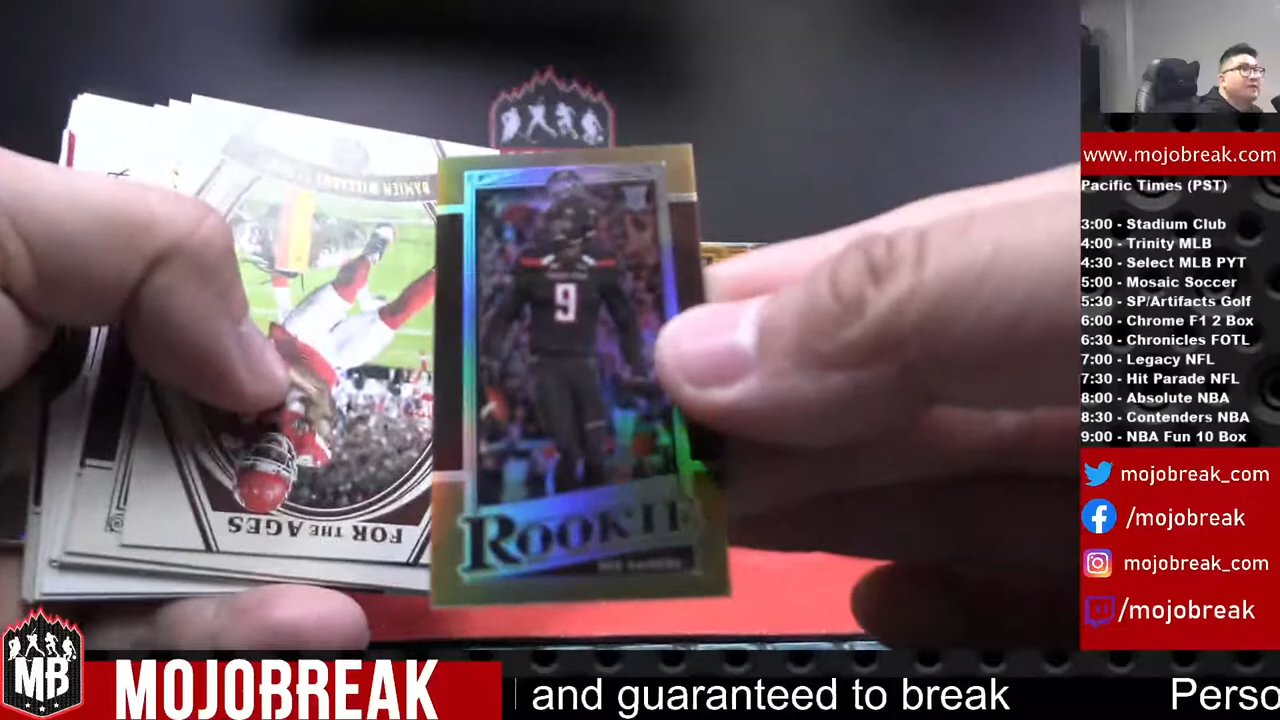 DAMIEN WILLIAMS
FOR THE AGES
9
ROOKIE
MB
MOJOBREAK
and guaranteed to break
Perso
www.mojobreak.com
Pacific Times (PST)
3:00 - Stadium Club
4:00 - Trinity MLB
4:30 - Select MLB PYT
5:00 - Mosaic Soccer
5:30 - SP/Artifacts Golf
6:00 - Chrome F1 2 Box
6:30 - Chronicles FOTL
7:00 - Legacy NFL
7:30 - Hit Parade NFL
8:00 - Absolute NBA
8:30 - Contenders NBA
9:00 - NBA Fun 10 Box
mojobreak_com
/mojobreak
mojobreak_com
/mojobreak